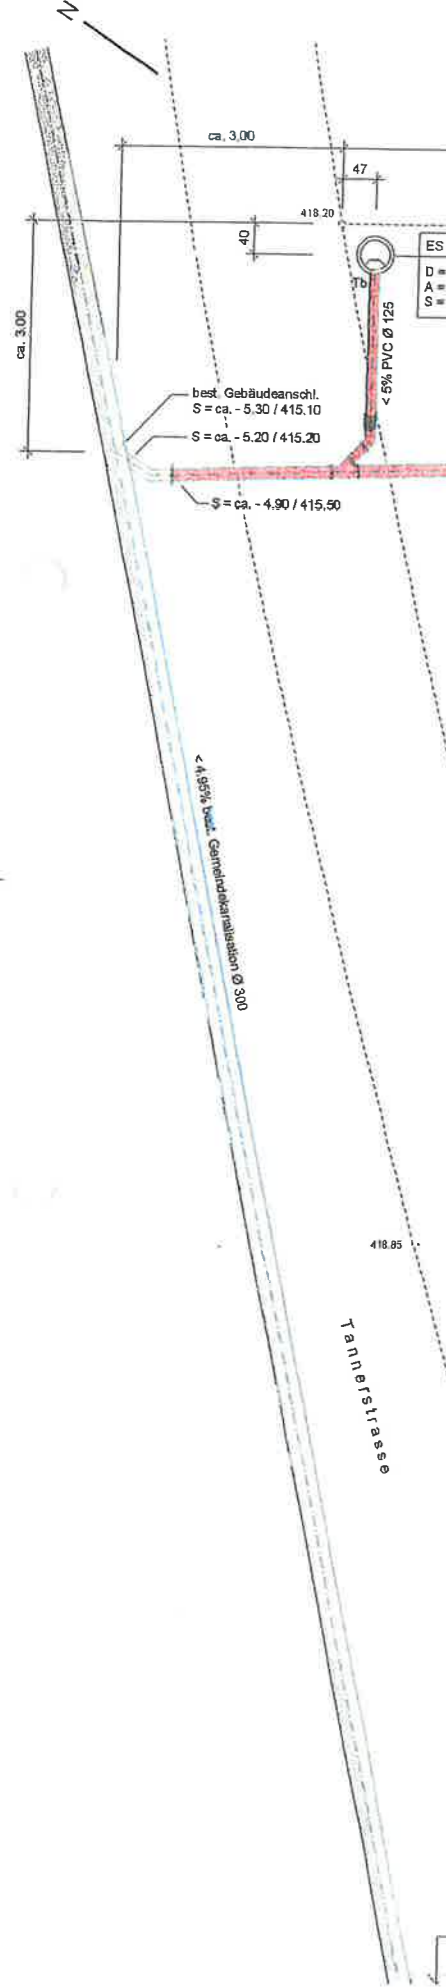 N
ca. 3,00
47
418.20
40
ES
D =
A =
S =
Tb
ca. 3.00
< 5% PVC Ø 125
best. Gebäudeanschl.
S = ca. - 5.30 / 415.10
S = ca. - 5.20 / 415.20
S = ca. - 4.90 / 415,50
< 4.95% best. Gemeindekanalisation Ø 300
418.85
Tannerstrasse